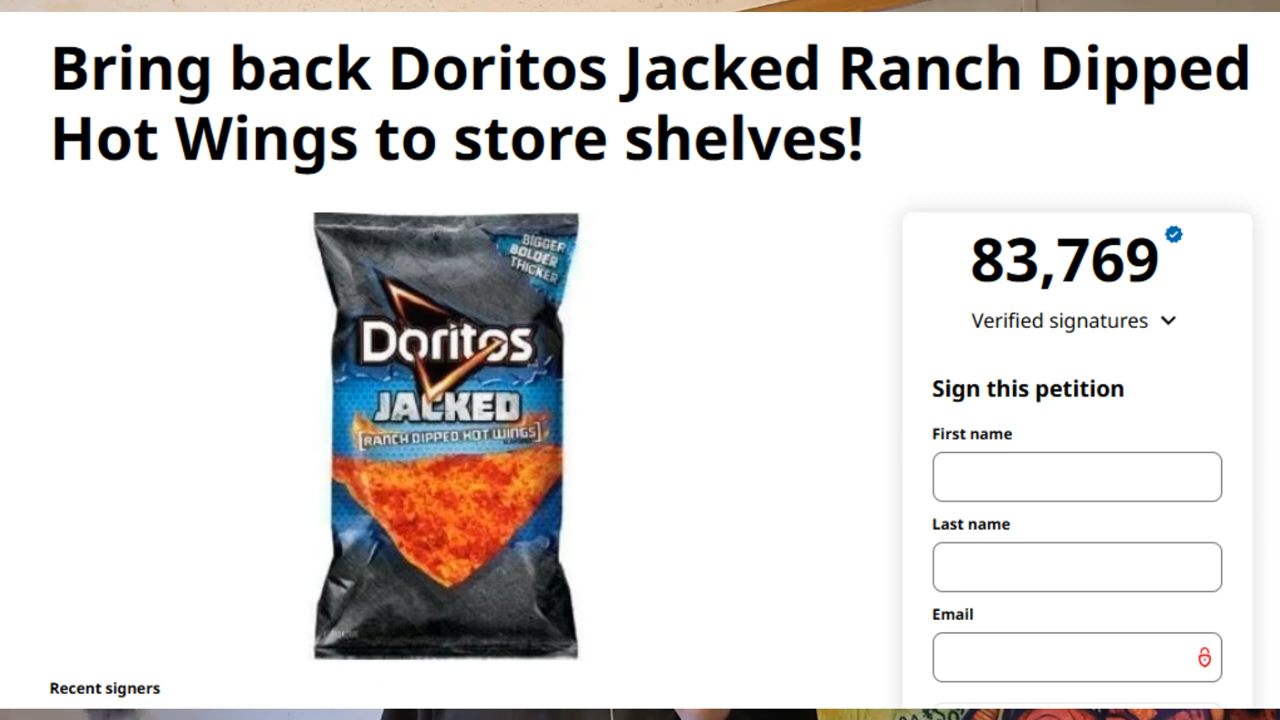 Bring back Doritos Jacked Ranch Dipped
Hot Wings to store shelves!
BIGGER
BOLDER
THICKER
Doritos
JACKED
[RANCH DIPPED HOT WINGS]
83,769
Verified signatures
Sign this petition
First name
Last name
Email
Recent signers